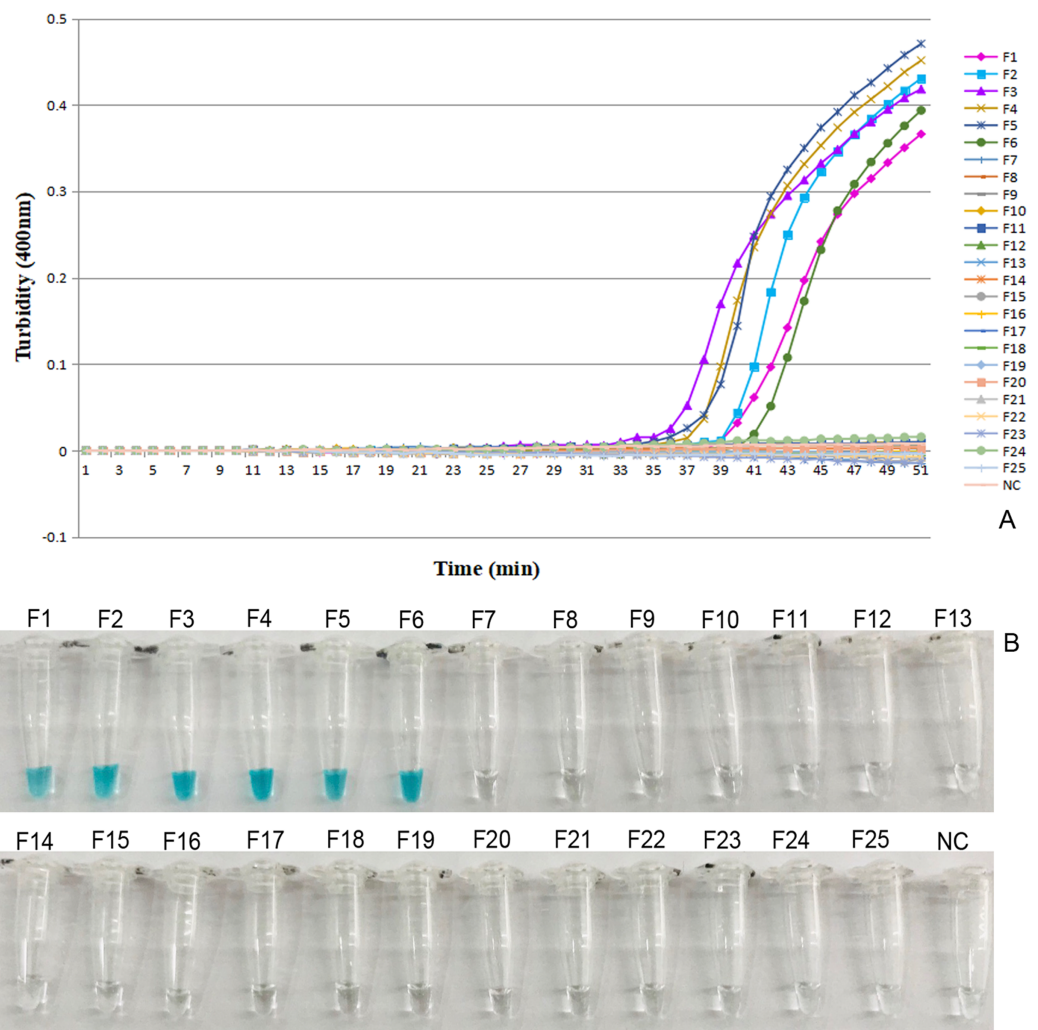 0.5
0.4
0.3
0.2
0.1
0
-0.1
Turbidity (400nm)
1 3 5 7 9 11 13 15 17 19 21 23 25 27 29 31 33 35 37 39 41 43 45 47 49 51
Time (min)
F1
F2
F3
F4
F5
F6
F7
F8
F9
F10
F11
F12
F13
F14
F15
F16
F17
F18
F19
F20
F21
F22
F23
F24
F25
NC
A
F1 F2 F3 F4 F5 F6 F7 F8 F9 F10 F11 F12 F13
B
F14 F15 F16 F17 F18 F19 F20 F21 F22 F23 F24 F25 NC